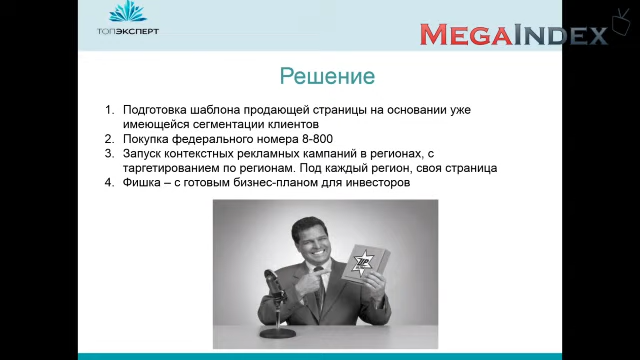 ТОПЭКСПЕРТ
MEGAINDEX
Решение
1. Подготовка шаблона продающей страницы на основании уже
имеющейся сегментации клиентов
2. Покупка федерального номера 8-800
3. Запуск контекстных рекламных кампаний в регионах, с
таргетированием по регионам. Под каждый регион, своя страница
4. Фишка – с готовым бизнес-планом для инвесторов